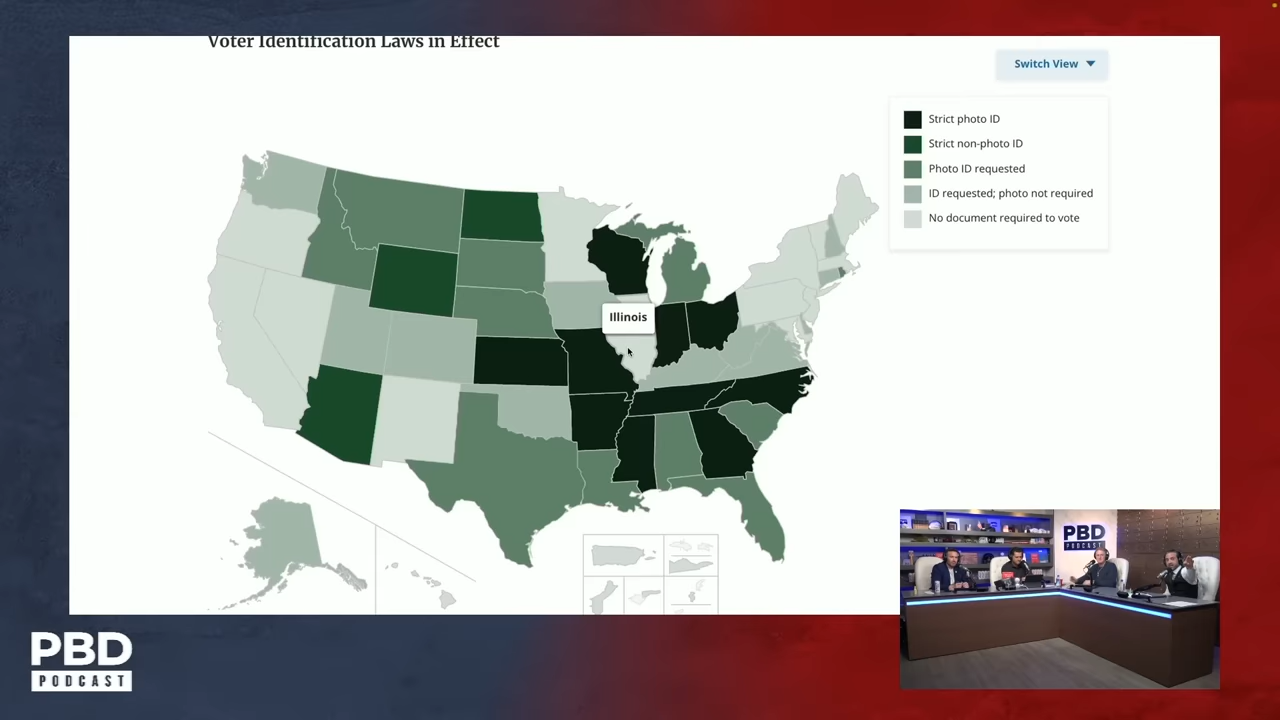 Voter Identification Laws in Effect
Switch View
Strict photo ID
Strict non-photo ID
Photo ID requested
ID requested; photo not required
No document required to vote
Illinois
PBD
PODCAST
PBD
PODCAST